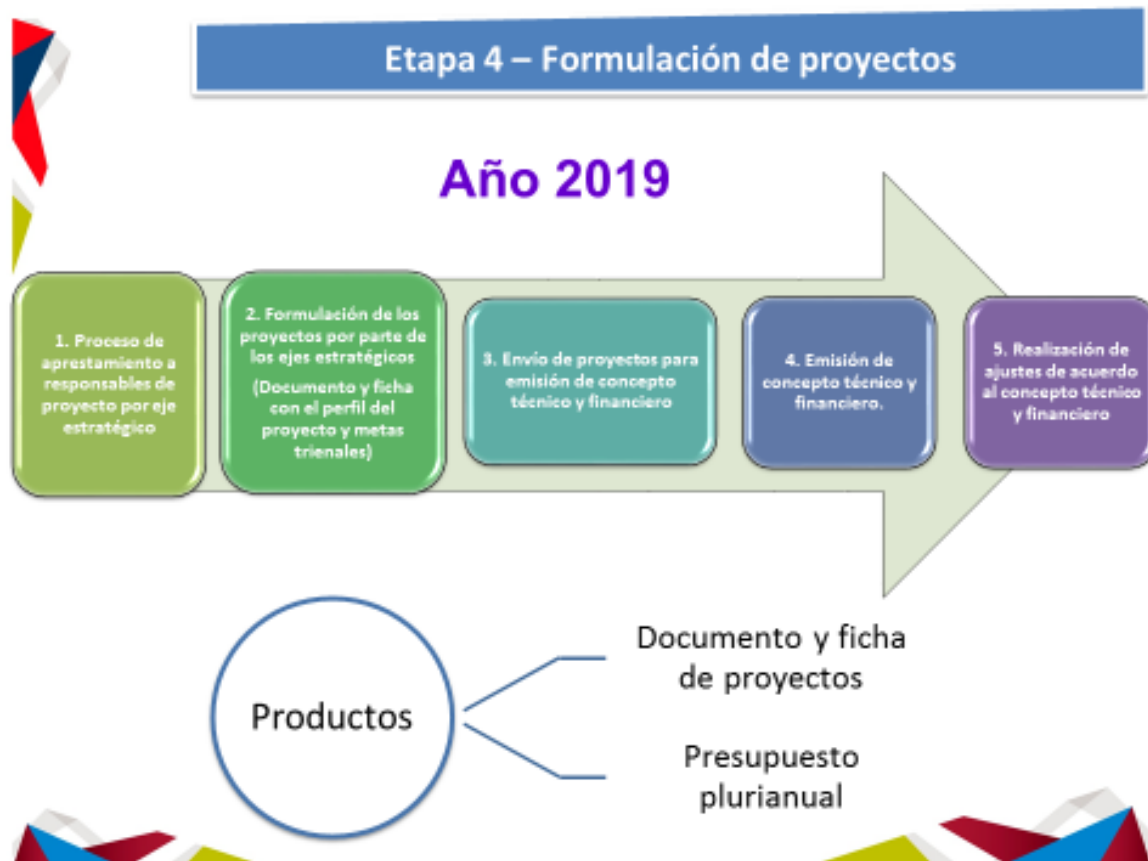 Etapa 4 – Formulación de proyectos
Año 2019
1. Proceso de
aprestamiento a
responsables de
proyecto por eje
estratégico
2. Formulación de los
proyectos por parte de
los ejes estratégicos
(Documento y ficha
con el perfil del
proyecto y metas
trienales)
3. Envío de proyectos para
emisión de concepto
técnico y financiero
4. Emisión de
concepto técnico y
financiero.
5. Realización de
ajustes de acuerdo
al concepto técnico
y financiero
Productos
Documento y ficha
de proyectos
Presupuesto
plurianual